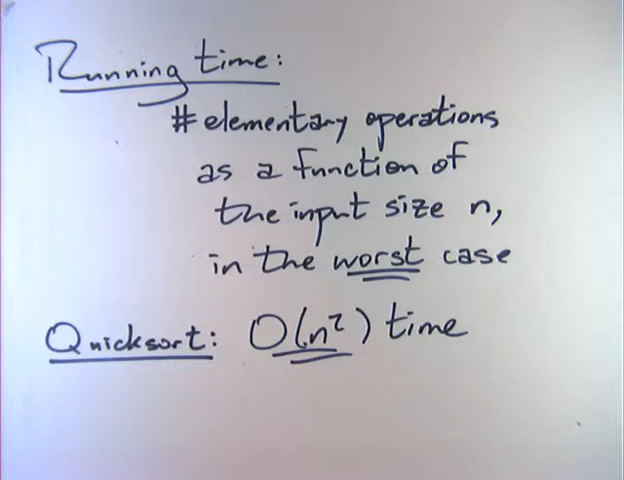 Running time:
# elementary operations
as a function of
the input size n,
in the worst case
Quicksort: O(n²) time